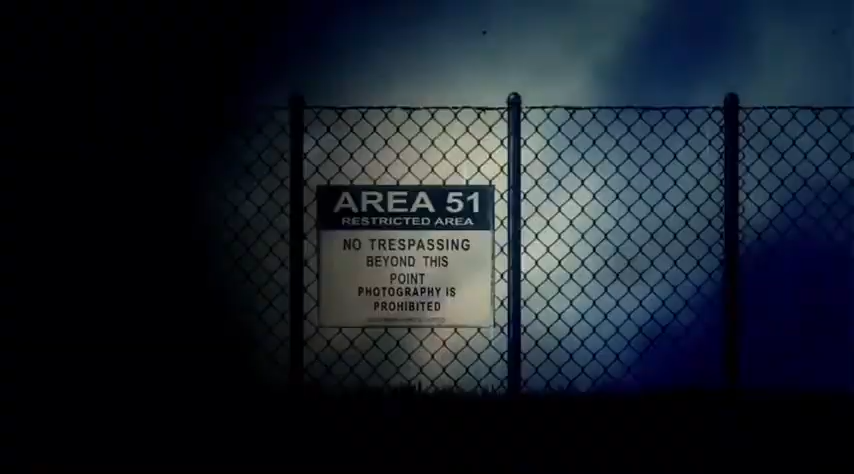 AREA 51
RESTRICTED AREA
NO TRESPASSING
BEYOND THIS
POINT
PHOTOGRAPHY IS
PROHIBITED